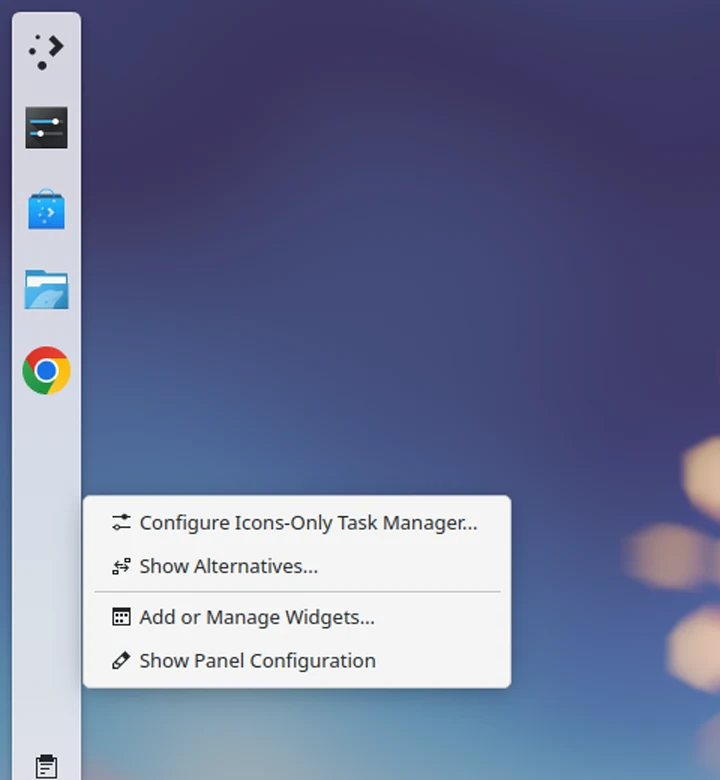 Configure Icons-Only Task Manager...
Show Alternatives...
Add or Manage Widgets...
Show Panel Configuration